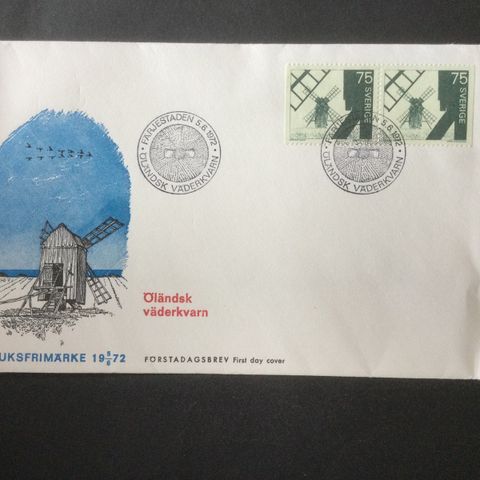 75
SVERIGE
75
SVERIGE
FÄRJESTADEN 5.6.1972
ÖLÄNDSK VÄDERKVARN
FÄRJESTADEN 5.6.1972
ÖLÄNDSK VÄDERKVARN
Öländsk
väderkvarn
UKSFRIMÄRKE 19 5/6 72
FÖRSTADAGSBREV First day cover